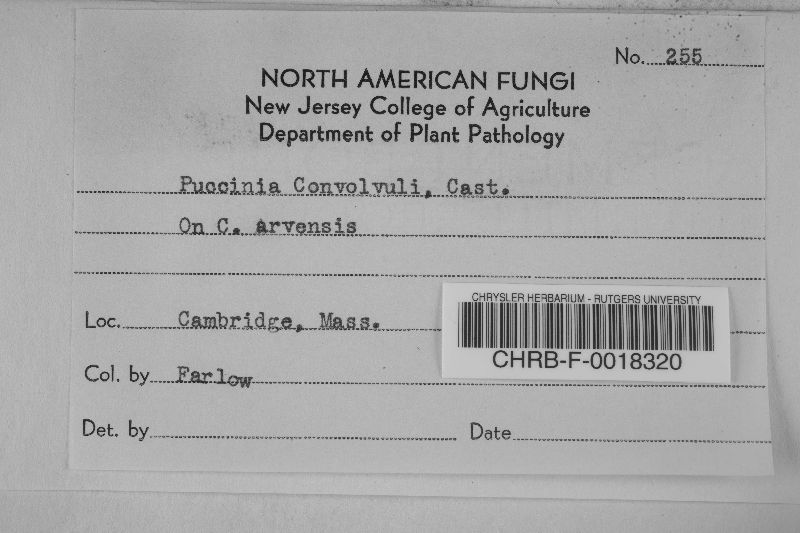 No. 255
NORTH AMERICAN FUNGI
New Jersey College of Agriculture
Department of Plant Pathology
Puccinia Convolvuli, Cast.
On C. arvensis
Loc. Cambridge, Mass.
CHRYSLER HERBARIUM - RUTGERS UNIVERSITY
CHRB-F-0018320
Col. by Farlow
Det. by Date